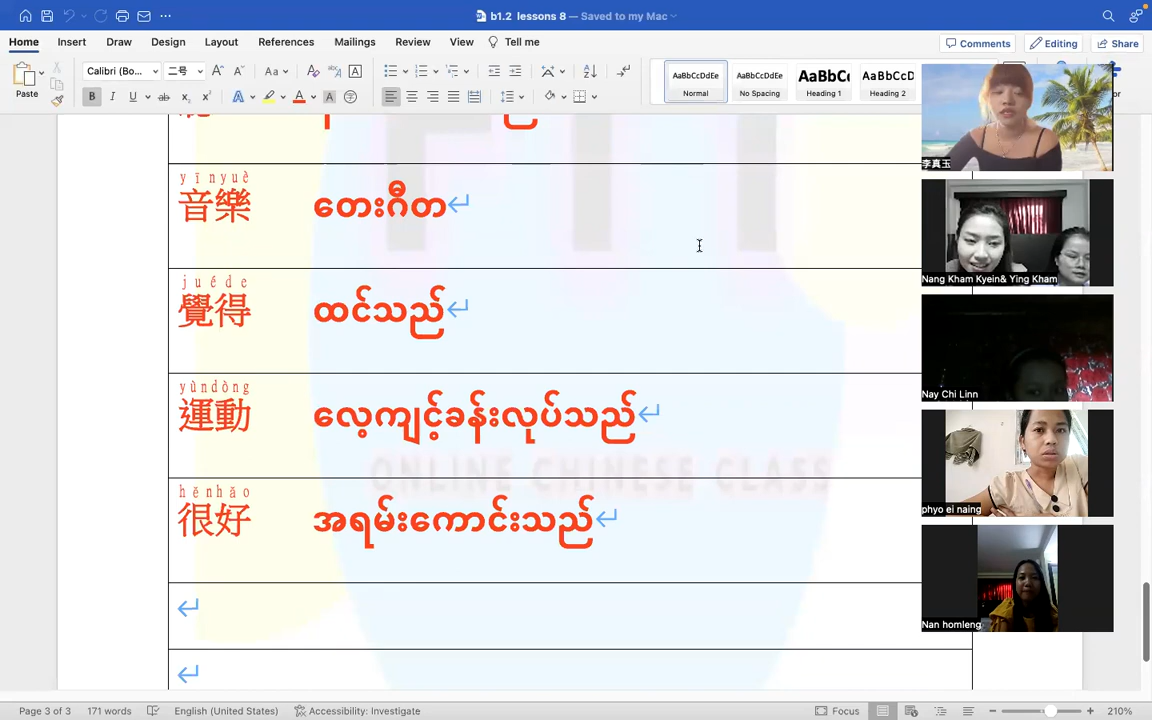 b1.2 lessons 8 — Saved to my Mac
Home Insert Draw Design Layout References Mailings Review View Tell me
Comments Editing Share
Paste
Calibri (Bo... 二号
AaBbCcDdEe AaBbCcDdEe AaBbCc AaBbCcD
Normal No Spacing Heading 1 Heading 2
李真玉
yīnyuè
音樂 တေးဂီတ
Nang Kham Kyein& Ying Kham
juéde
覺得 ထင်သည်
yùndòng
運動 လေ့ကျင့်ခန်းလုပ်သည်
Nay Chi Linn
ONLINE CHINESE CLASS
hěnhǎo
很好 အရမ်းကောင်းသည်
phyo ei naing
Nan homleng
Page 3 of 3 171 words English (United States) Accessibility: Investigate Focus 210%